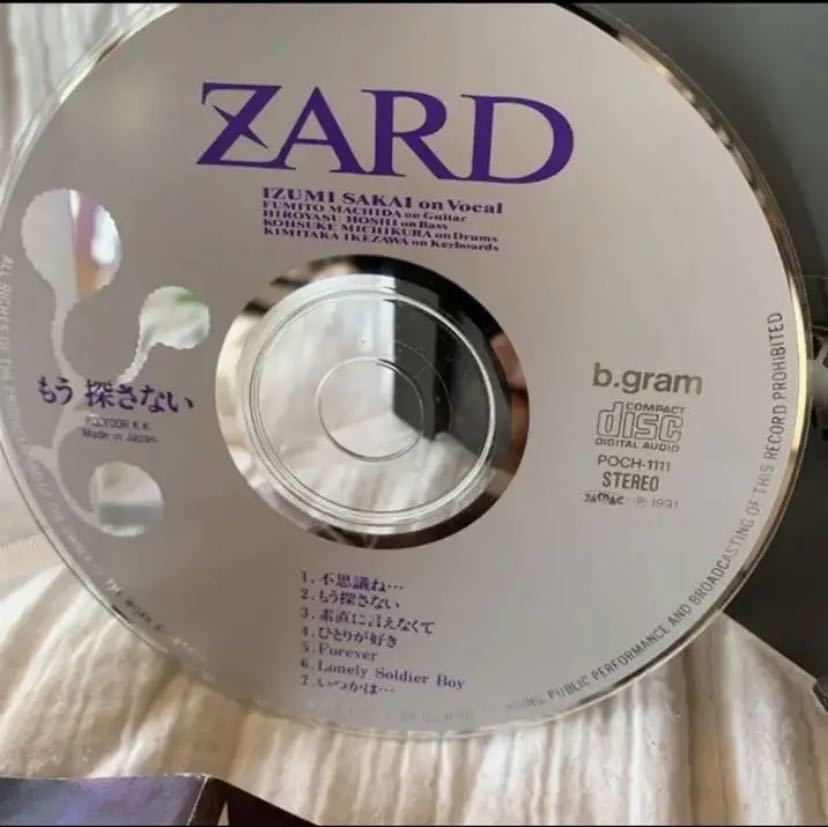 ZARD
IZUMI SAKAI on Vocal
FUMITO MACHIDA on Guitar
HIROYASU HOSHI on Bass
KOHSUKE MICHIKURA on Drums
KIMITAKA IKEZAWA on Keyboards
もう 探さない
POLYDOR K.K.
Made in Japan
b.gram
COMPACT
disc
DIGITAL AUDIO
POCH-1111
STEREO
JASRAC ℗ 1991
1. 不思議ね…
2. もう探さない
3. 素直に言えなくて
4. ひとりが好き
5. Forever
6. Lonely Soldier Boy
7. いつかは…
ALL RIGHTS OF THE
PUBLIC PERFORMANCE AND BROADCASTING OF THIS RECORD PROHIBITED